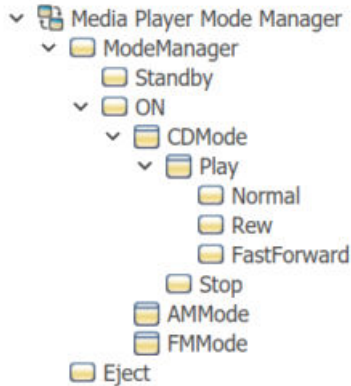 Media Player Mode Manager
ModeManager
Standby
ON
CDMode
Play
Normal
Rew
FastForward
Stop
AMMode
FMMode
Eject